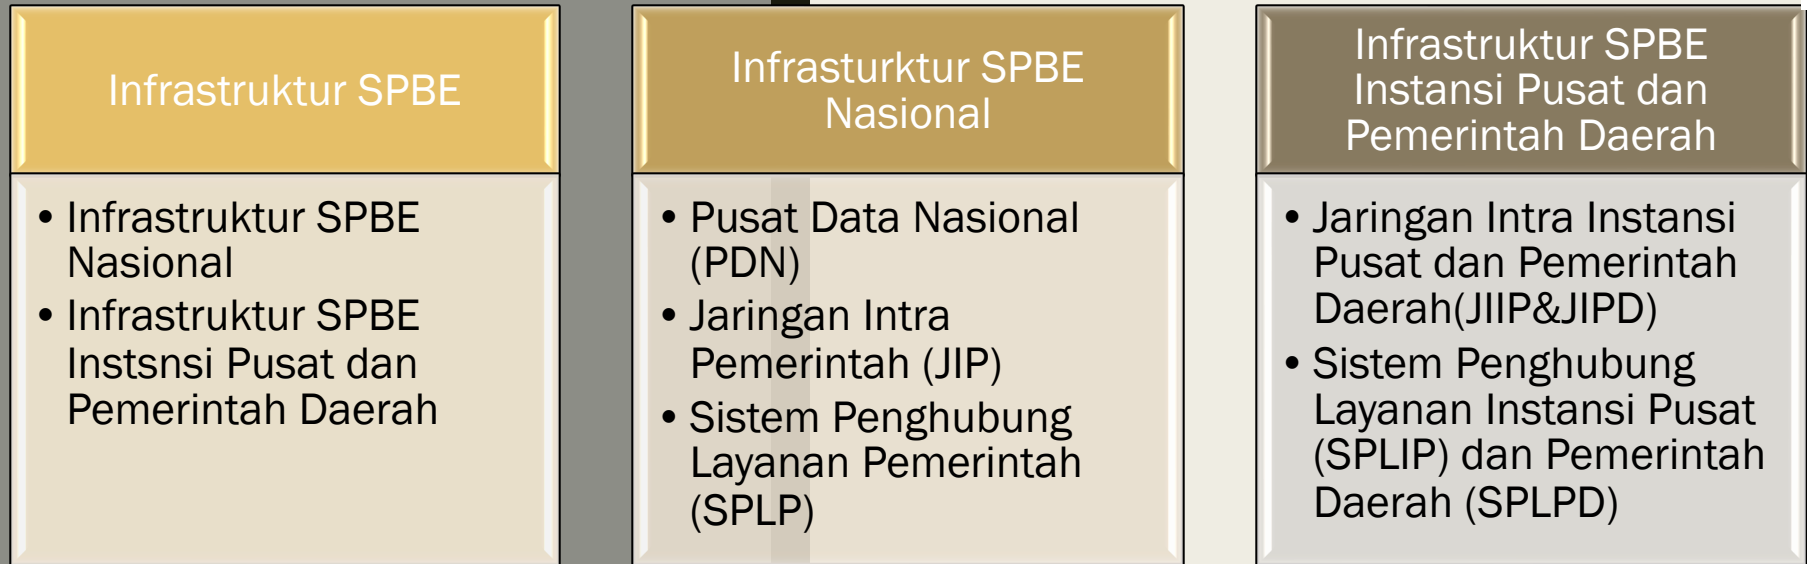 Infrastruktur SPBE
• Infrastruktur SPBE
Nasional
• Infrastruktur SPBE
Instsnsi Pusat dan
Pemerintah Daerah
Infrasturktur SPBE
Nasional
• Pusat Data Nasional
(PDN)
• Jaringan Intra
Pemerintah (JIP)
• Sistem Penghubung
Layanan Pemerintah
(SPLP)
Infrastruktur SPBE
Instansi Pusat dan
Pemerintah Daerah
• Jaringan Intra Instansi
Pusat dan Pemerintah
Daerah(JIIP&JIPD)
• Sistem Penghubung
Layanan Instansi Pusat
(SPLIP) dan Pemerintah
Daerah (SPLPD)